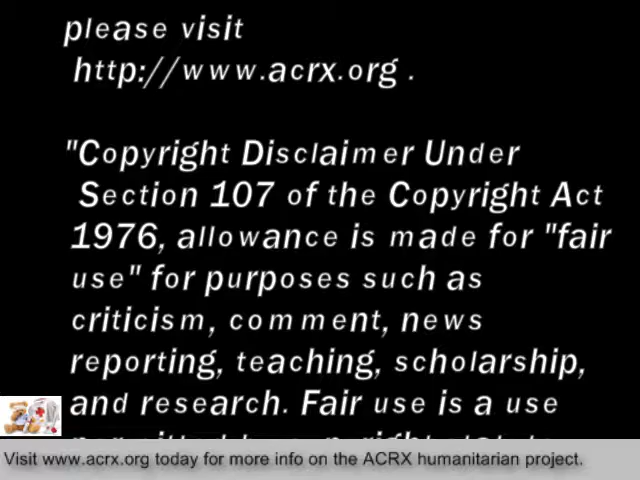 please visit
http://www.acrx.org .
"Copyright Disclaimer Under
Section 107 of the Copyright Act
1976, allowance is made for "fair
use" for purposes such as
criticism, comment, news
reporting, teaching, scholarship,
and research. Fair use is a use
Visit www.acrx.org today for more info on the ACRX humanitarian project.